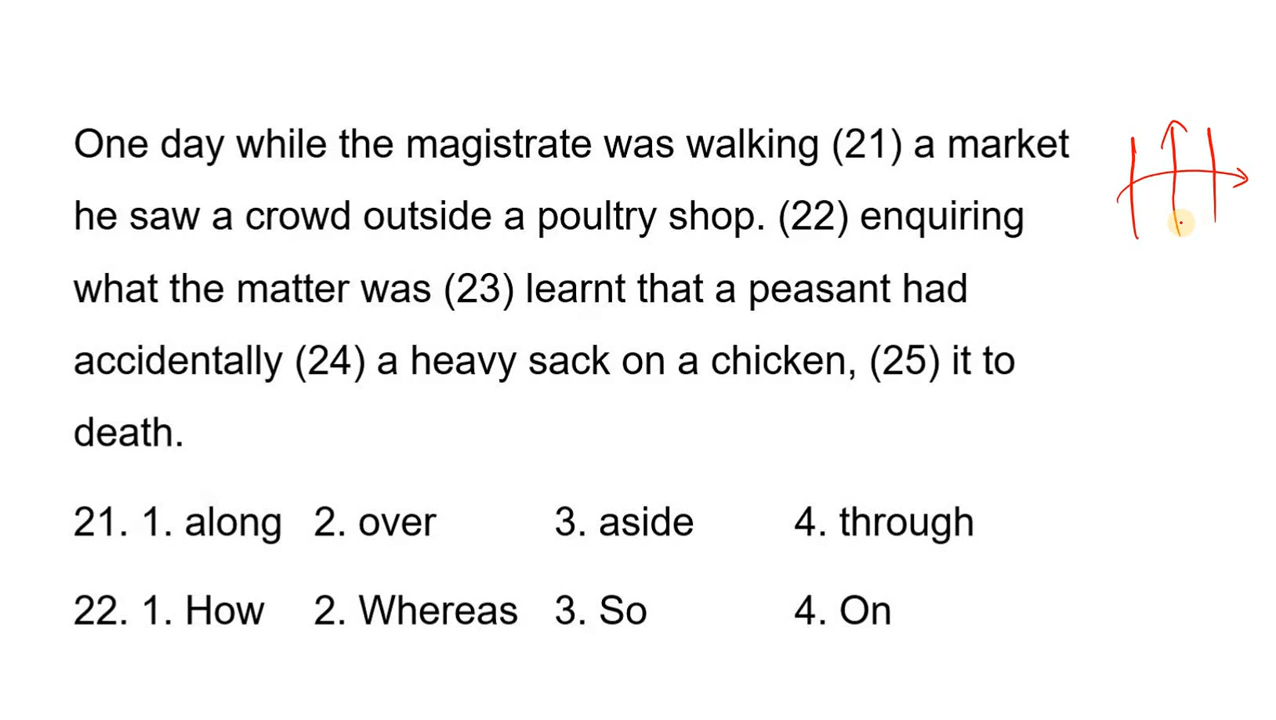 One day while the magistrate was walking (21) a market
he saw a crowd outside a poultry shop. (22) enquiring
what the matter was (23) learnt that a peasant had
accidentally (24) a heavy sack on a chicken, (25) it to
death.
21. 1. along 2. over 3. aside 4. through
22. 1. How 2. Whereas 3. So 4. On